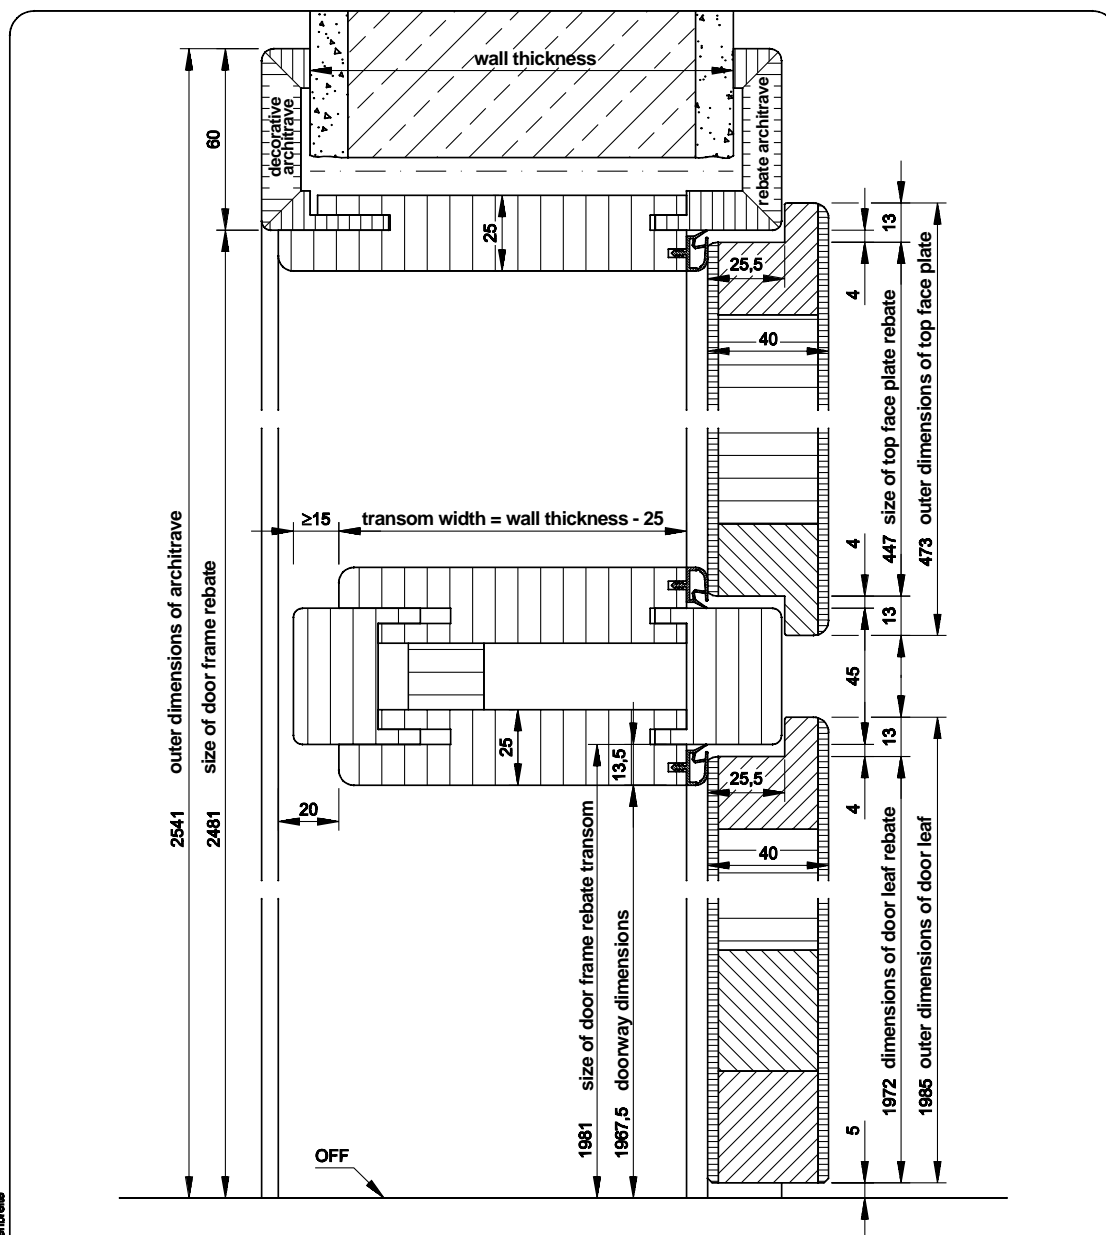 wall thickness
decorative
architrave
rebate architrave
60
25
13
25,5
4
40
2541 outer dimensions of architrave
2481 size of door frame rebate
447 size of top face plate rebate
473 outer dimensions of top face plate
≥15
transom width = wall thickness - 25
4
13
45
13
25
13,5
25,5
4
20
40
1981 size of door frame rebate transom
1967,5 doorway dimensions
1972 dimensions of door leaf rebate
1985 outer dimensions of door leaf
5
OFF